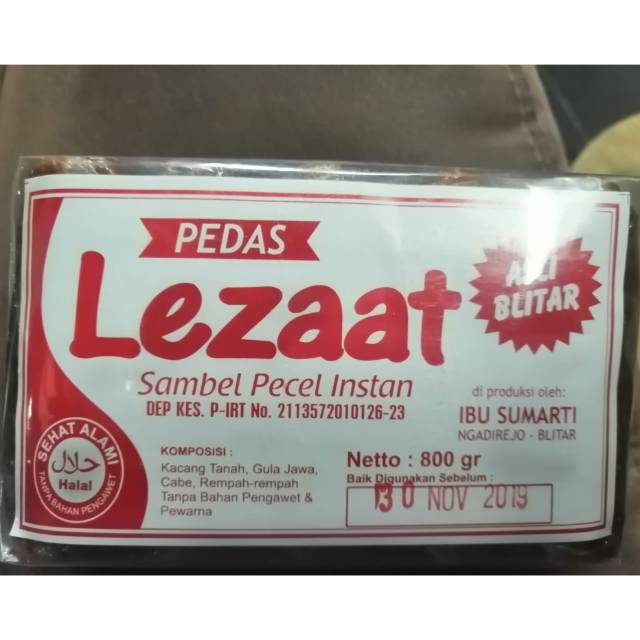 PEDAS
ASLI
BLITAR
Lezaat
Sambel Pecel Instan
DEP KES. P-IRT No. 2113572010126-23
di produksi oleh:
IBU SUMARTI
NGADIREJO - BLITAR
SEHAT ALAMI
حلال
Halal
TANPA BAHAN PENGAWET
KOMPOSISI :
Kacang Tanah, Gula Jawa,
Cabe, Rempah-rempah
Tanpa Bahan Pengawet &
Pewarna
Netto : 800 gr
Baik Digunakan Sebelum :
30 NOV 2019